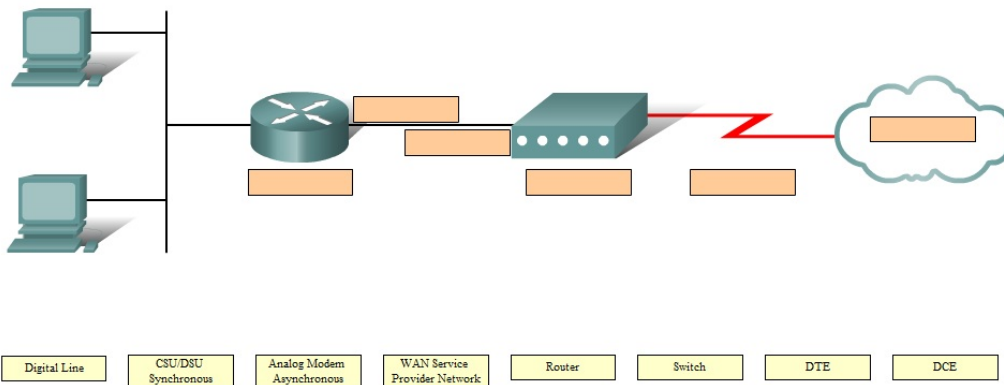 Digital Line
CSU/DSU
Synchronous
Analog Modem
Asynchronous
WAN Service
Provider Network
Router
Switch
DTE
DCE